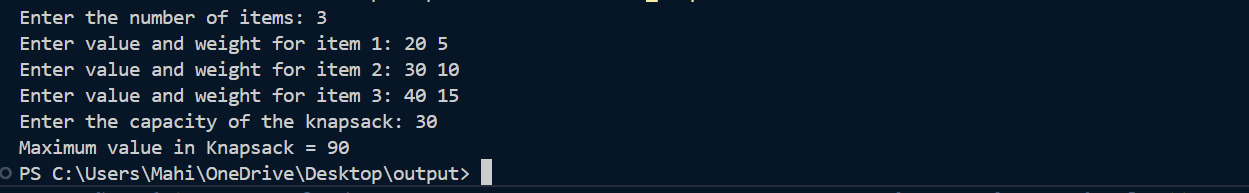 Enter the number of items: 3
Enter value and weight for item 1: 20 5
Enter value and weight for item 2: 30 10
Enter value and weight for item 3: 40 15
Enter the capacity of the knapsack: 30
Maximum value in Knapsack = 90
PS C:\Users\Mahi\OneDrive\Desktop\output>